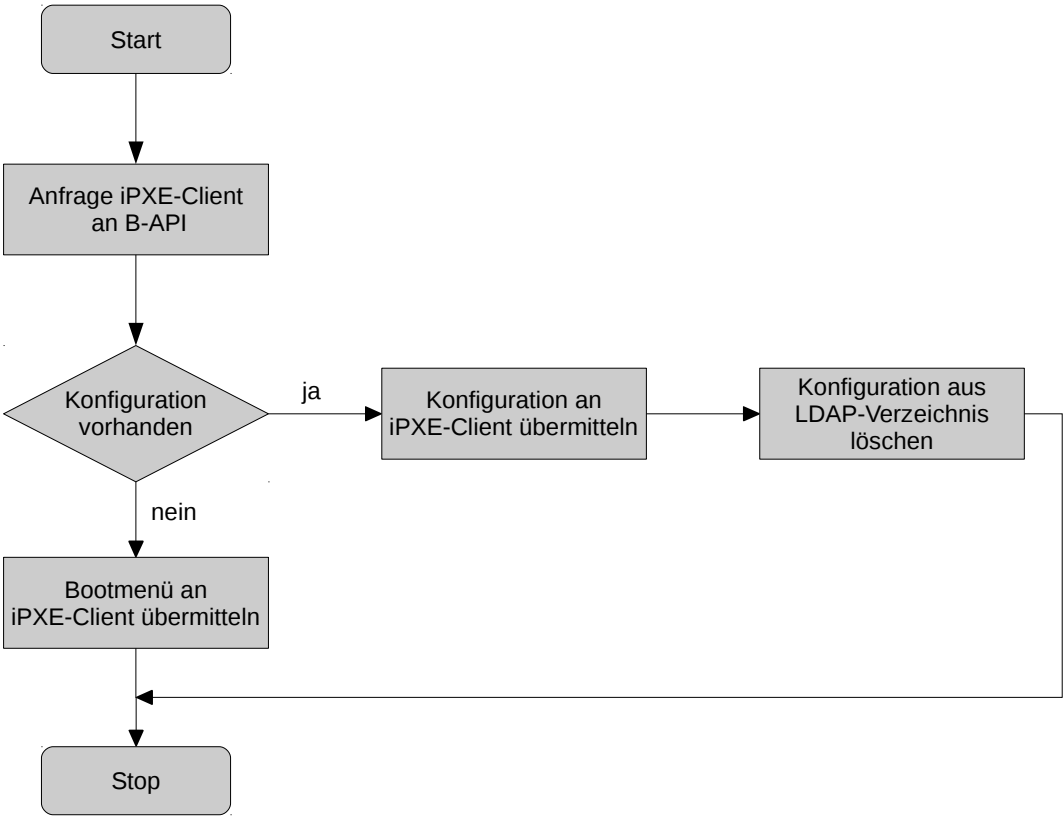 Start
Anfrage iPXE-Client
an B-API
Konfiguration
vorhanden
ja
Konfiguration an
iPXE-Client übermitteln
Konfiguration aus
LDAP-Verzeichnis
löschen
nein
Bootmenü an
iPXE-Client übermitteln
Stop